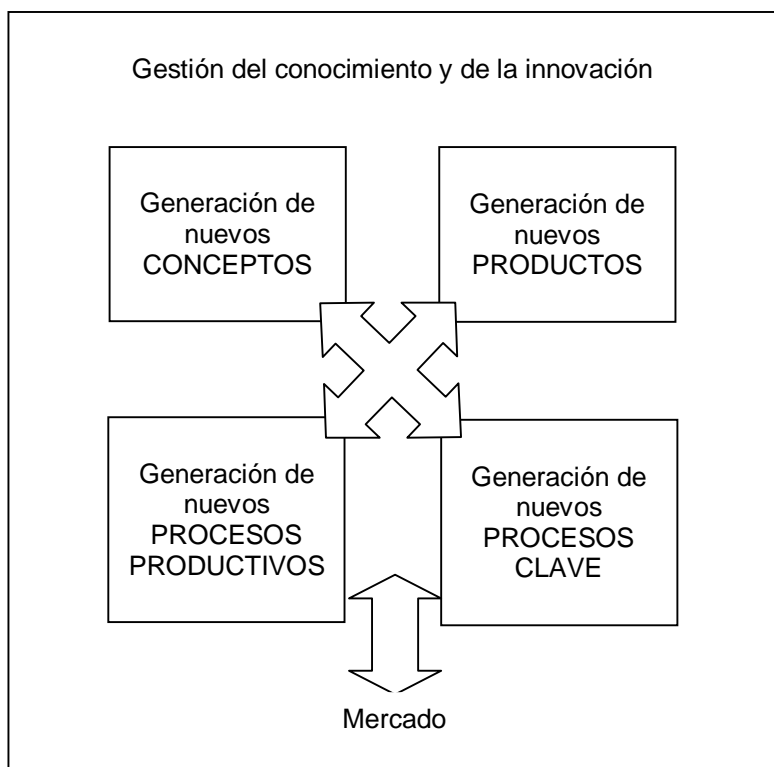 Gestión del conocimiento y de la innovación
Generación de
nuevos
CONCEPTOS
Generación de
nuevos
PRODUCTOS
Generación de
nuevos
PROCESOS
PRODUCTIVOS
Generación de
nuevos
PROCESOS
CLAVE
Mercado